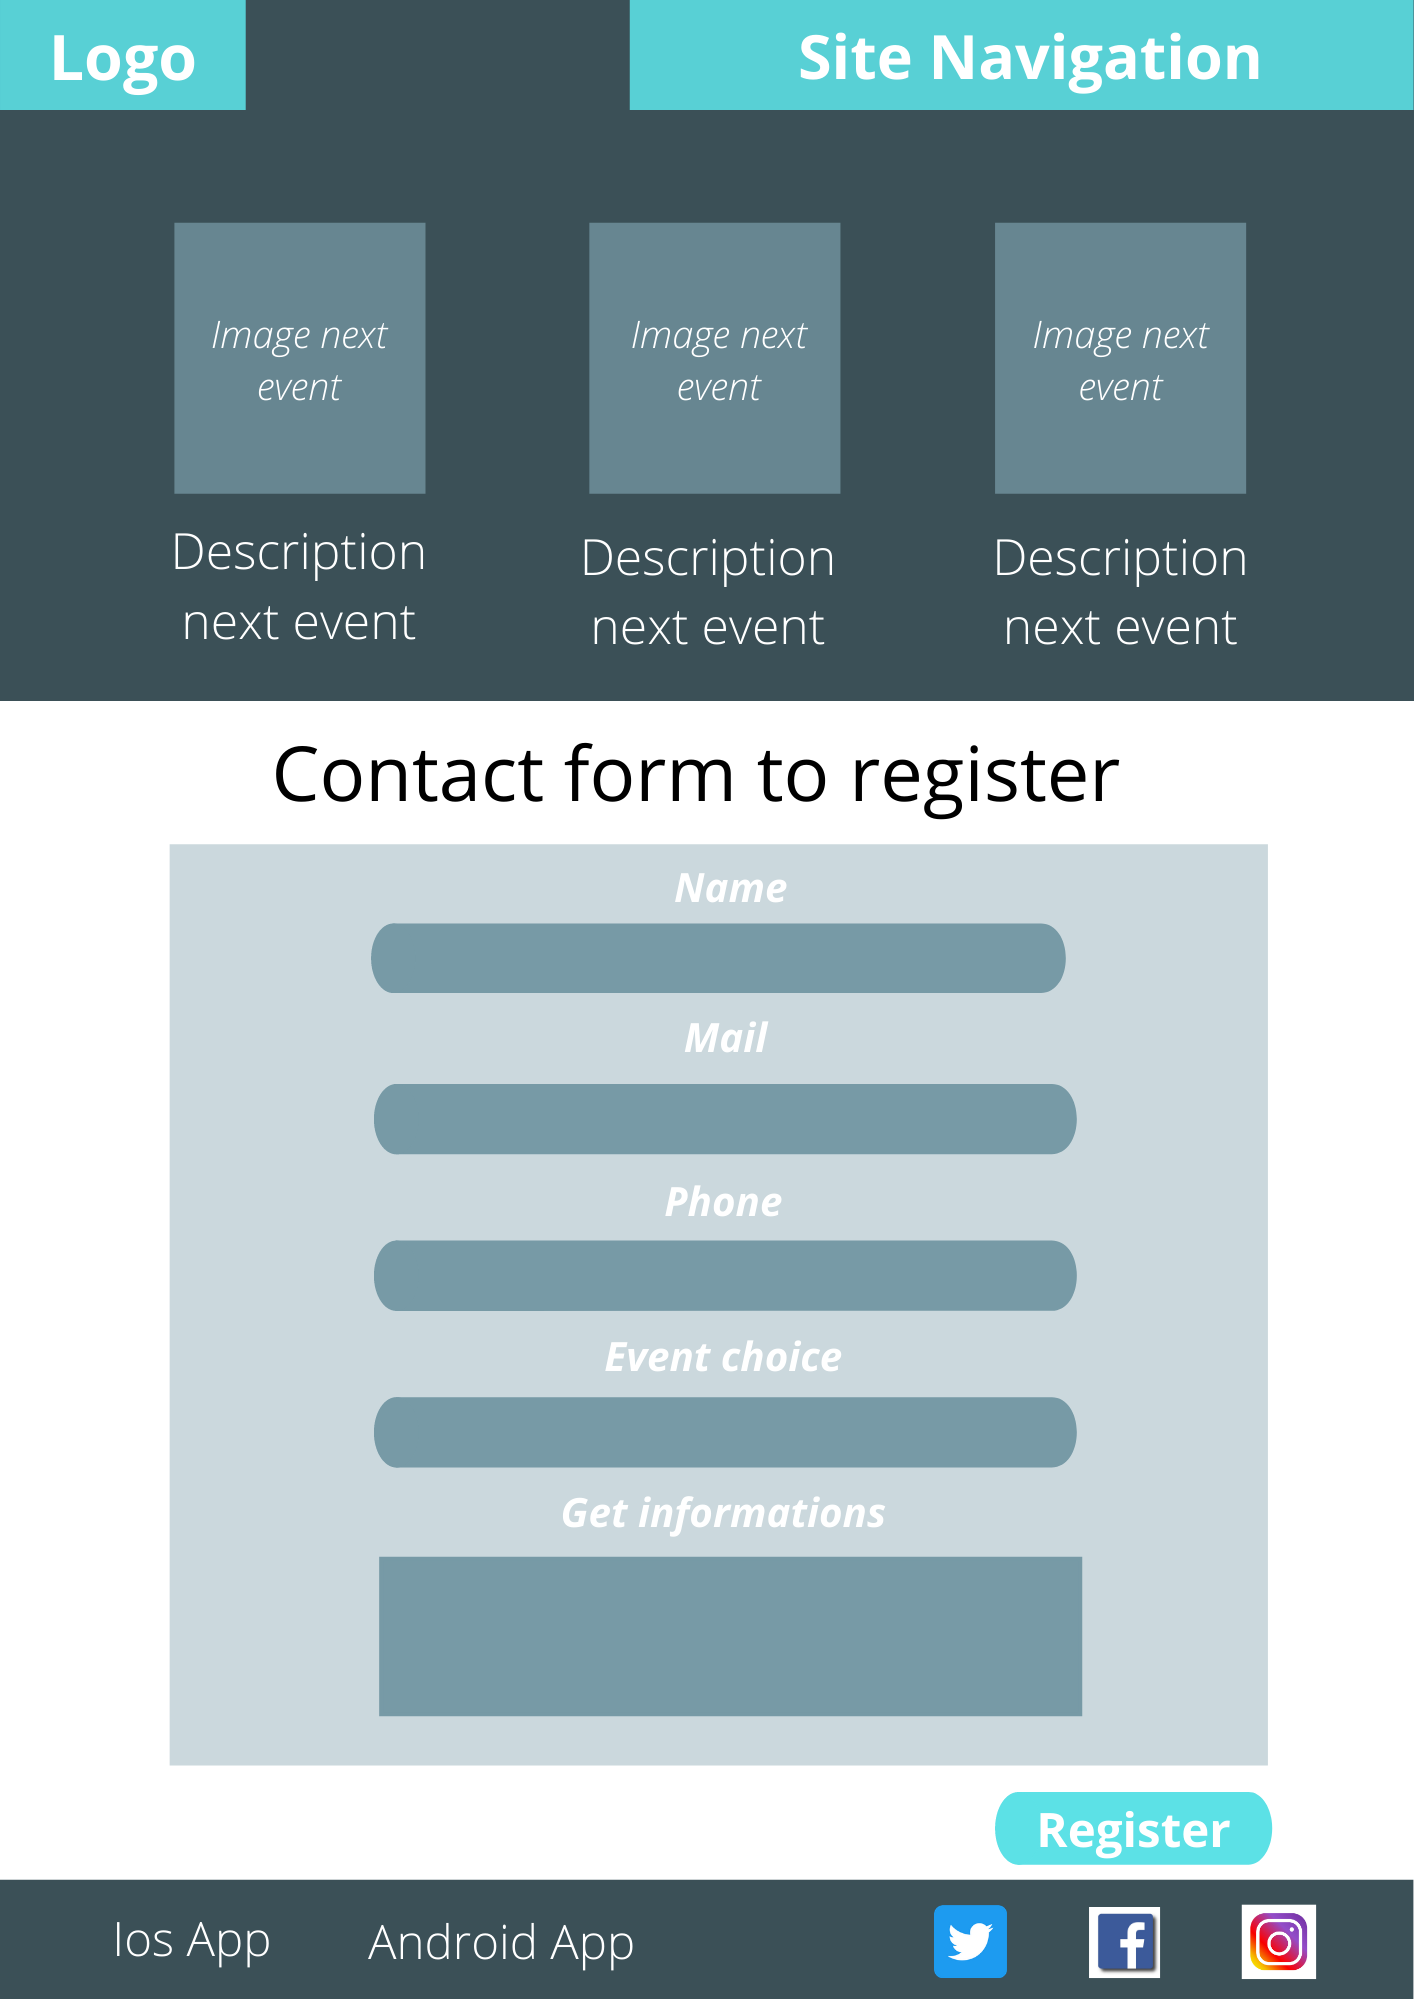 Logo
Site Navigation
Image next
event
Image next
event
Image next
event
Description
next event
Description
next event
Description
next event
Contact form to register
Name
Mail
Phone
Event choice
Get informations
Register
Ios App
Android App